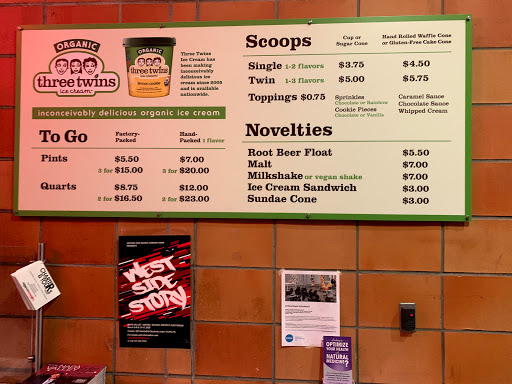 ORGANIC
three twins
ice cream
ORGANIC
three twins
Three Twins
Ice Cream has
been making
inconceivably
delicious ice
cream since 2005
and is available
nationwide.
inconceivably delicious organic ice cream
To Go
Factory-Packed
Hand-Packed 1 flavor
Pints $5.50 $7.00
3 for $15.00 3 for $20.00
Quarts $8.75 $12.00
2 for $16.50 2 for $23.00
Scoops
Cup or Sugar Cone
Hand Rolled Waffle Cone or Gluten-Free Cake Cone
Single 1-2 flavors $3.75 $4.50
Twin 1-3 flavors $5.00 $5.75
Toppings $0.75
Sprinkles Caramel Sauce
Chocolate or Rainbow Chocolate Sauce
Cookie Pieces Whipped Cream
Chocolate or Vanilla
Novelties
Root Beer Float $5.50
Malt $7.00
Milkshake or vegan shake $7.00
Ice Cream Sandwich $3.00
Sundae Cone $3.00
WEST
SIDE
STORY
OPTIMIZE
YOUR HEALTH
NATURAL
MEDICINE?